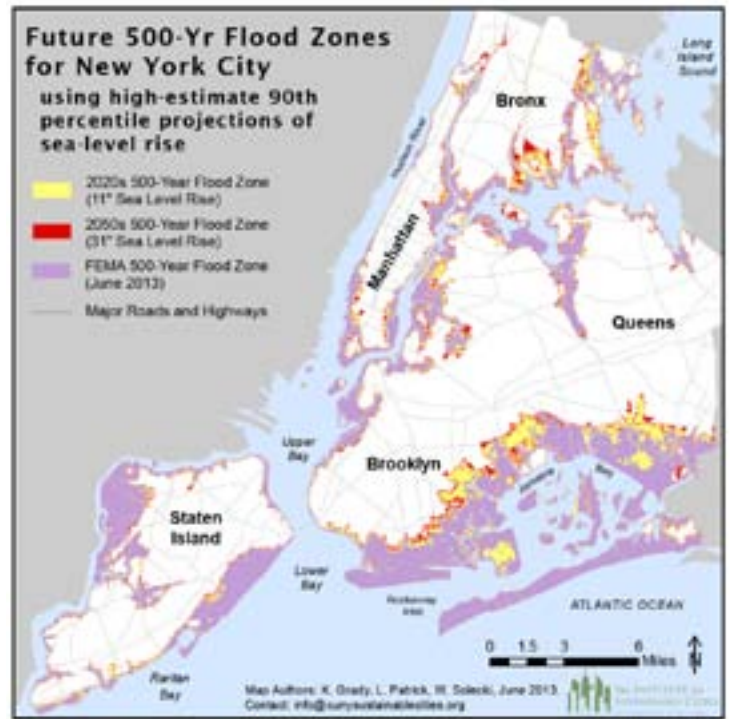 Future 500-Yr Flood Zones
for New York City
using high-estimate 90th
percentile projections of
sea-level rise
2020s 500-Year Flood Zone
(11" Sea Level Rise)
2050s 500-Year Flood Zone
(31" Sea Level Rise)
FEMA 500-Year Flood Zone
(June 2013)
Major Roads and Highways
Long
Island
Sound
Bronx
Hudson River
Manhattan
Queens
Upper
Bay
Brooklyn
Jamaica Bay
Staten
Island
Lower
Bay
Rockaway
Inlet
ATLANTIC OCEAN
0 1.5 3 6
Miles N
Raritan
Bay
Map Authors: K. Grady, L. Patrick, W. Solecki, June 2013.
Contact: info@cunysustainablecities.org